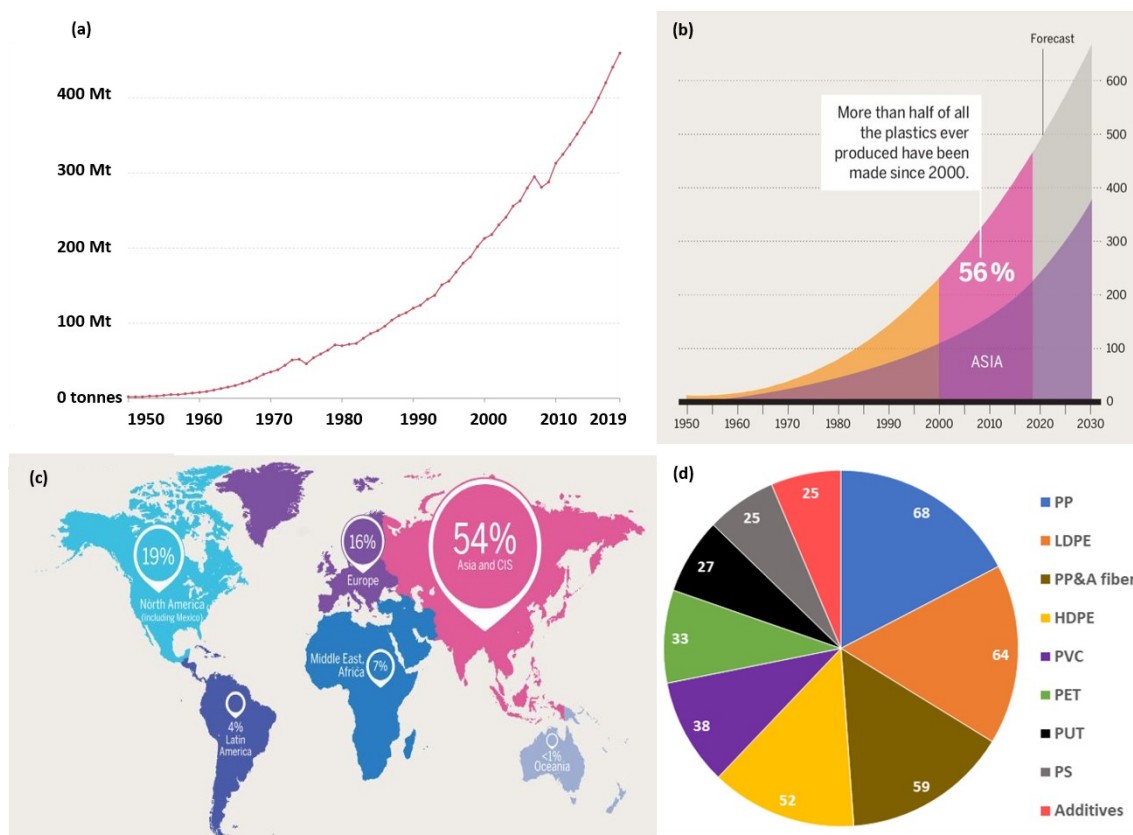 (a)
400 Mt
300 Mt
200 Mt
100 Mt
0 tonnes
1950 1960 1970 1980 1990 2000 2010 2019
(b)
Forecast
More than half of all
the plastics ever
produced have been
made since 2000.
56 %
ASIA
600
500
400
300
200
100
0
1950 1960 1970 1980 1990 2000 2010 2020 2030
(c)
19%
North America
(including Mexico)
16%
Europe
54%
Asia and CIS
Middle East,
Africa
7%
4%
Latin
America
<1%
Oceania
(d)
68
64
59
52
38
33
27
25
25
PP
LDPE
PP&A fiber
HDPE
PVC
PET
PUT
PS
Additives